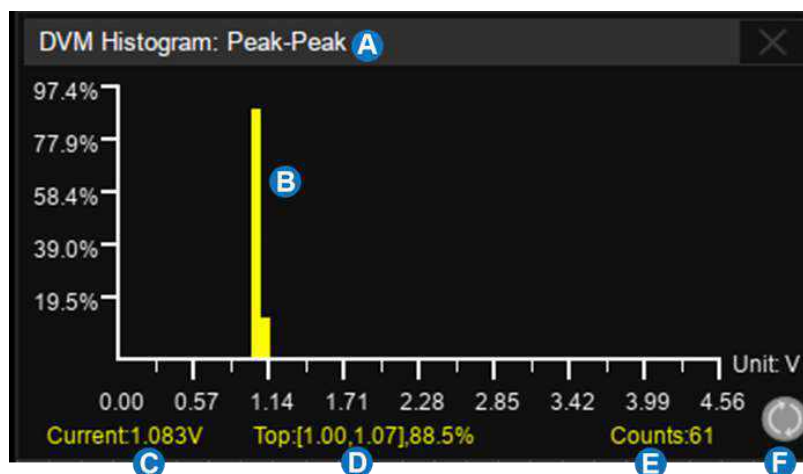 DVM Histogram: Peak-Peak A
97.4%
77.9%
58.4%
39.0%
19.5%
B
Unit: V
0.00 0.57 1.14 1.71 2.28 2.85 3.42 3.99 4.56
Current:1.083V Top:[1.00,1.07],88.5% Counts:61
C D E F